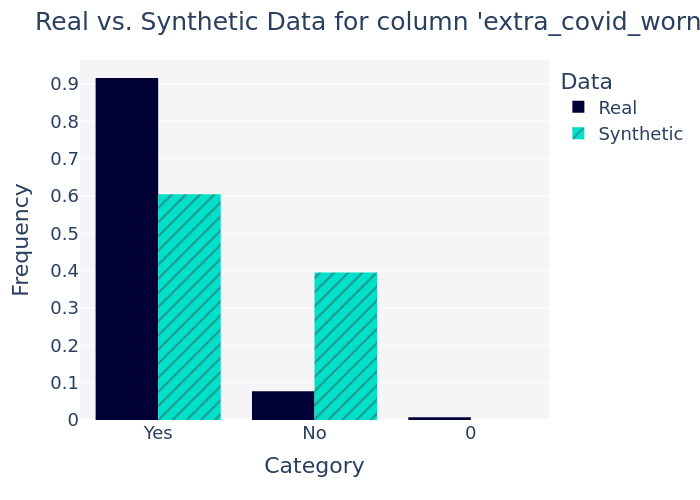 Real vs. Synthetic Data for column 'extra_covid_worn
Data
Real
Synthetic
Frequency
0.9
0.8
0.7
0.6
0.5
0.4
0.3
0.2
0.1
0
Yes No 0
Category